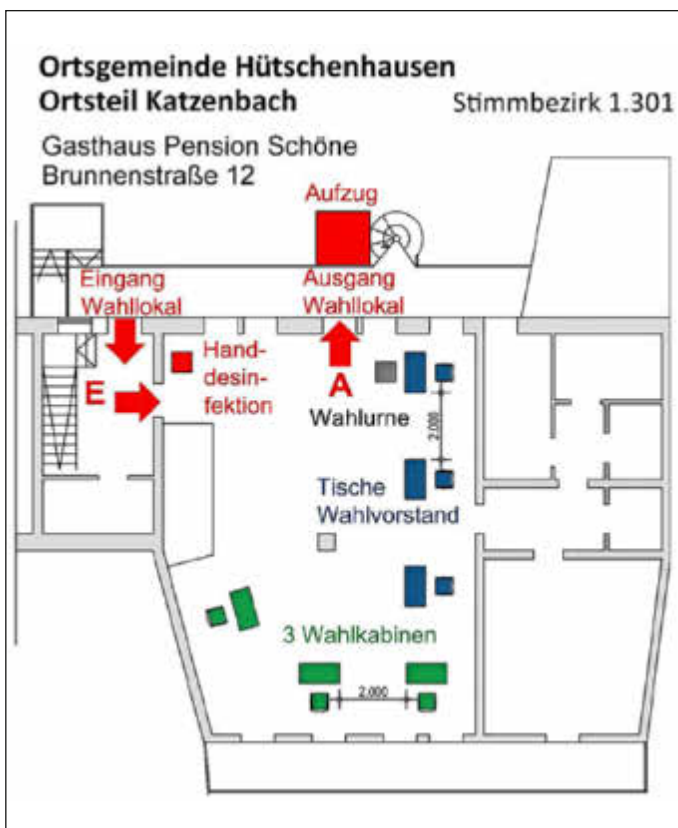 Ortsgemeinde Hütschenhausen
Ortsteil Katzenbach
Stimmbezirk 1.301
Gasthaus Pension Schöne
Brunnenstraße 12
Aufzug
Eingang
Wahllokal
Ausgang
Wahllokal
Hand-
desin-
fektion
E
A
Wahlurne
2.000
Tische
Wahlvorstand
3 Wahlkabinen
2.000